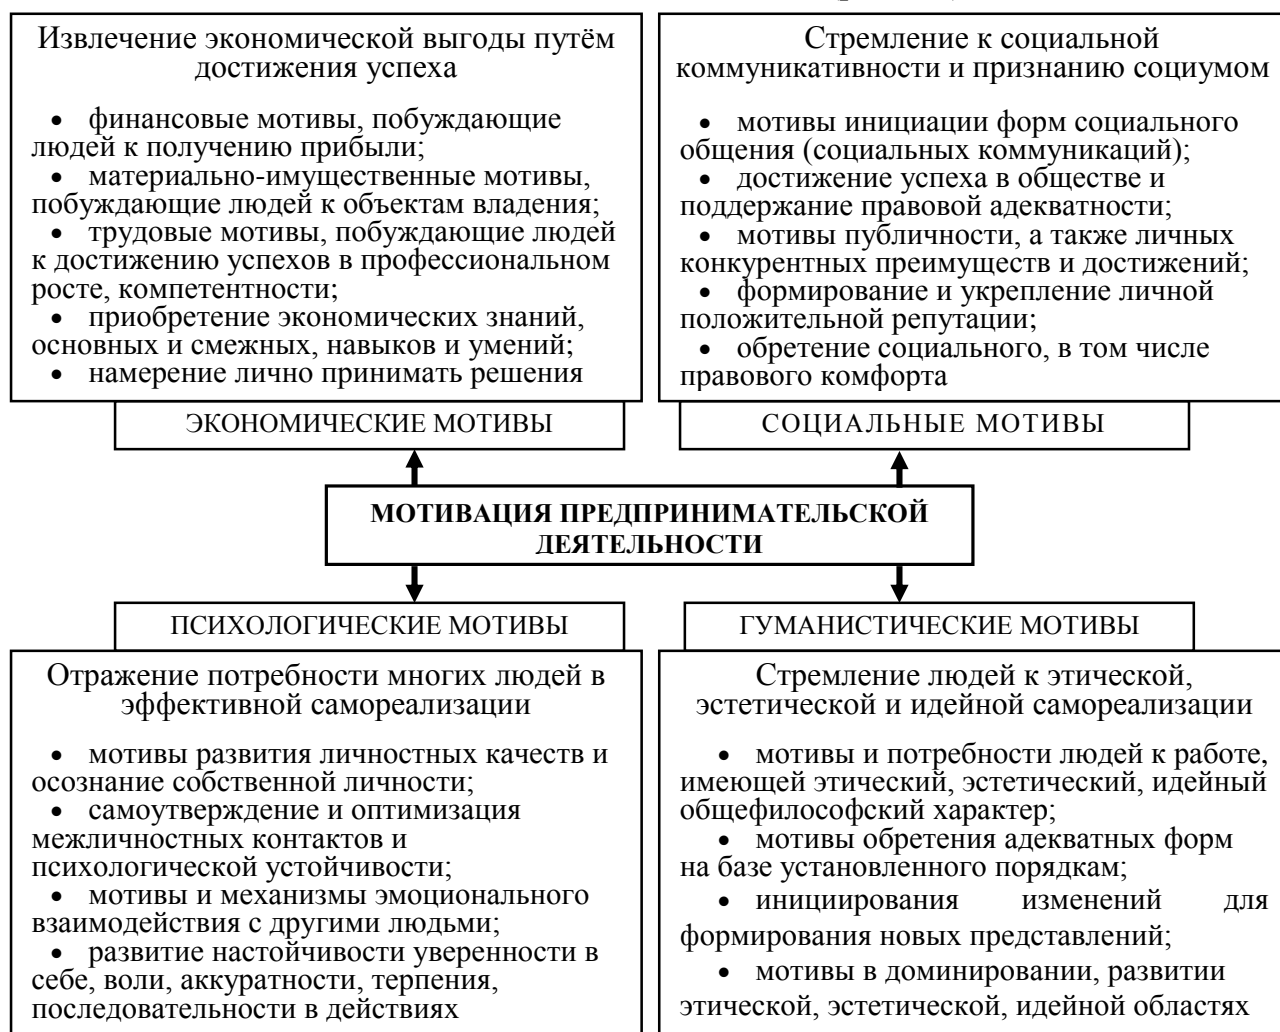 Извлечение экономической выгоды путём
достижения успеха
• финансовые мотивы, побуждающие
людей к получению прибыли;
• материально-имущественные мотивы,
побуждающие людей к объектам владения;
• трудовые мотивы, побуждающие людей
к достижению успехов в профессиональном
росте, компетентности;
• приобретение экономических знаний,
основных и смежных, навыков и умений;
• намерение лично принимать решения
ЭКОНОМИЧЕСКИЕ МОТИВЫ
Стремление к социальной
коммуникативности и признанию социумом
• мотивы инициации форм социального
общения (социальных коммуникаций);
• достижение успеха в обществе и
поддержание правовой адекватности;
• мотивы публичности, а также личных
конкурентных преимуществ и достижений;
• формирование и укрепление личной
положительной репутации;
• обретение социального, в том числе
правового комфорта
СОЦИАЛЬНЫЕ МОТИВЫ
МОТИВАЦИЯ ПРЕДПРИНИМАТЕЛЬСКОЙ
ДЕЯТЕЛЬНОСТИ
ПСИХОЛОГИЧЕСКИЕ МОТИВЫ
Отражение потребности многих людей в
эффективной самореализации
• мотивы развития личностных качеств и
осознание собственной личности;
• самоутверждение и оптимизация
межличностных контактов и
психологической устойчивости;
• мотивы и механизмы эмоционального
взаимодействия с другими людьми;
• развитие настойчивости уверенности в
себе, воли, аккуратности, терпения,
последовательности в действиях
ГУМАНИСТИЧЕСКИЕ МОТИВЫ
Стремление людей к этической,
эстетической и идейной самореализации
• мотивы и потребности людей к работе,
имеющей этический, эстетический, идейный
общефилософский характер;
• мотивы обретения адекватных форм
на базе установленного порядкам;
• инициирования изменений для
формирования новых представлений;
• мотивы в доминировании, развитии
этической, эстетической, идейной областях